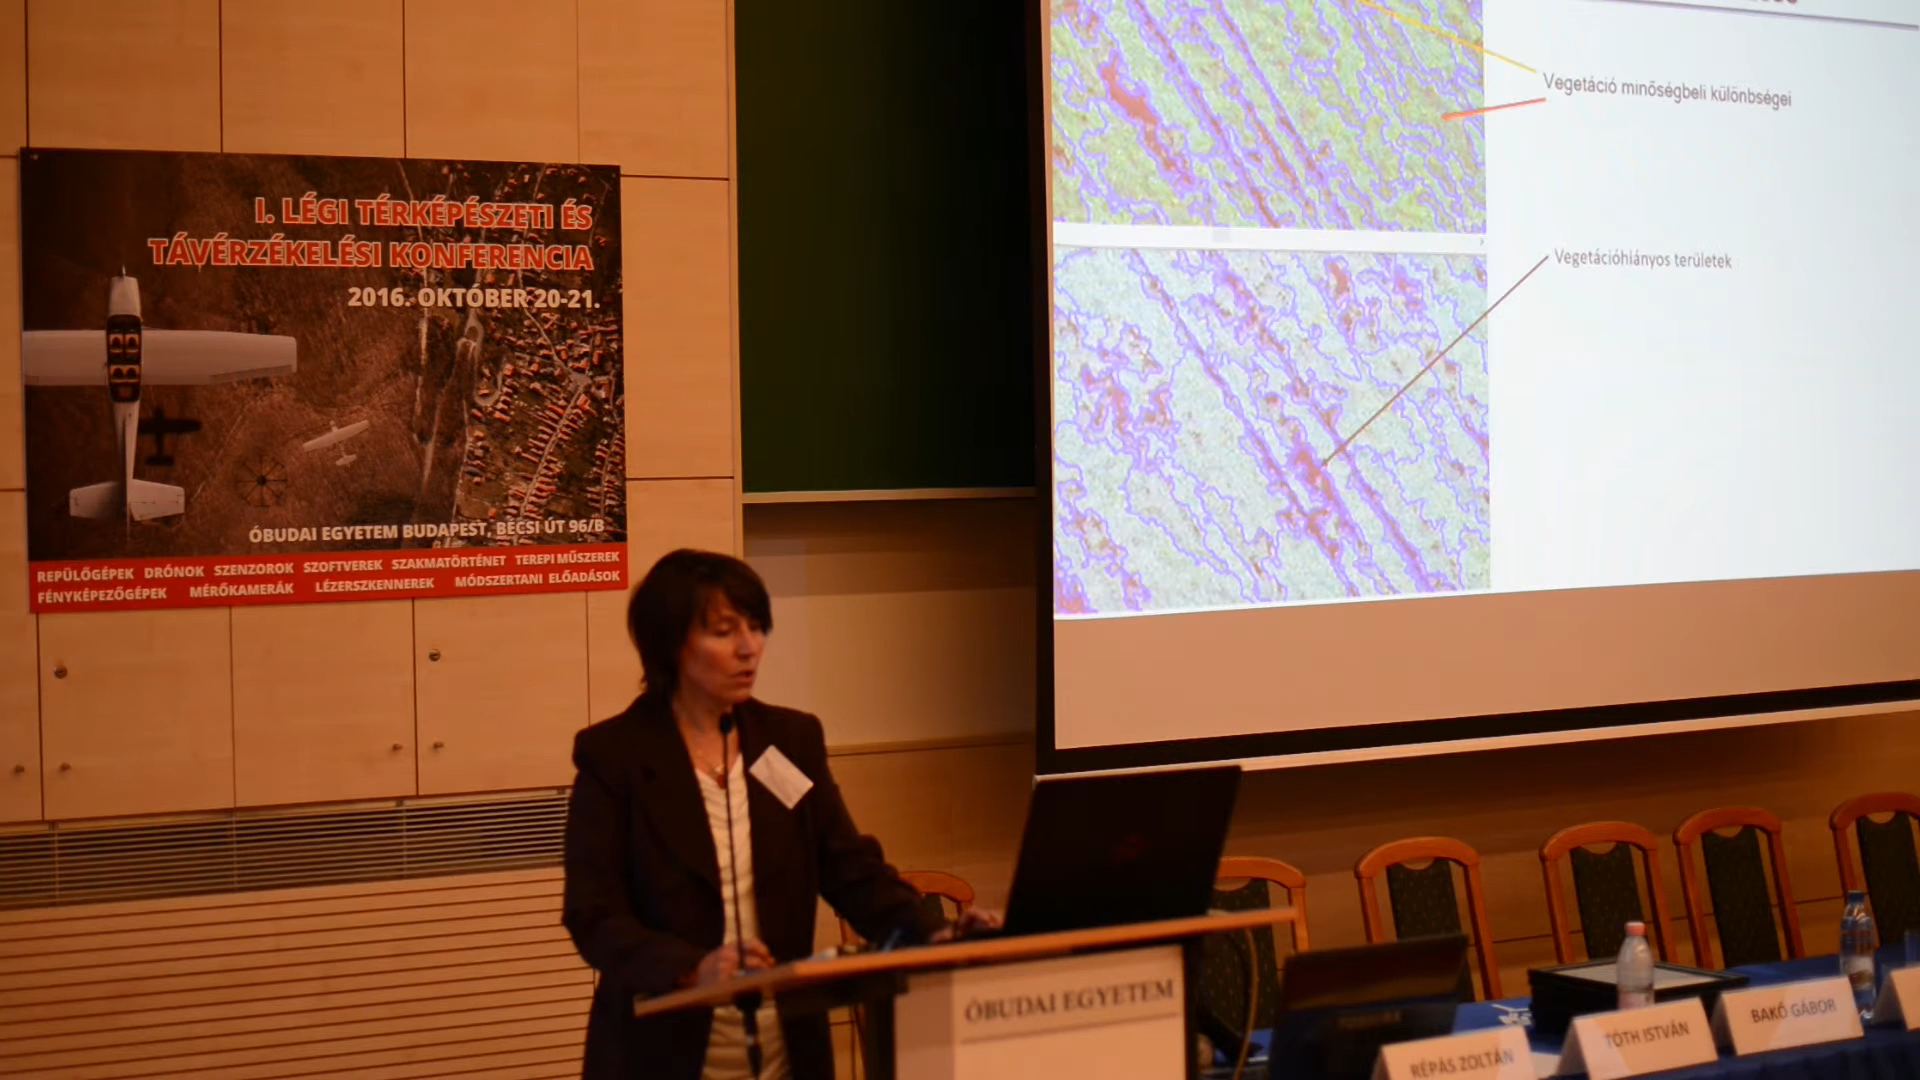 I. LÉGI TÉRKÉPÉSZETI ÉS
TÁVÉRZÉKELÉSI KONFERENCIA
2016. OKTÓBER 20-21.
ÓBUDAI EGYETEM BUDAPEST, BÉCSI ÚT 96/B
REPÜLŐGÉPEK DRÓNOK SZENZOROK SZOFTVEREK SZAKMATÖRTÉNET TEREPI MŰSZEREK
FÉNYKÉPEZŐGÉPEK MÉRŐKAMERÁK LÉZERSZKENNEREK MÓDSZERTANI ELŐADÁSOK
Vegetáció minőségbeli különbségei
Vegetációhiányos területek
ÓBUDAI EGYETEM
RÉPÁS ZOLTÁN
TÓTH ISTVÁN
BAKÓ GÁBOR